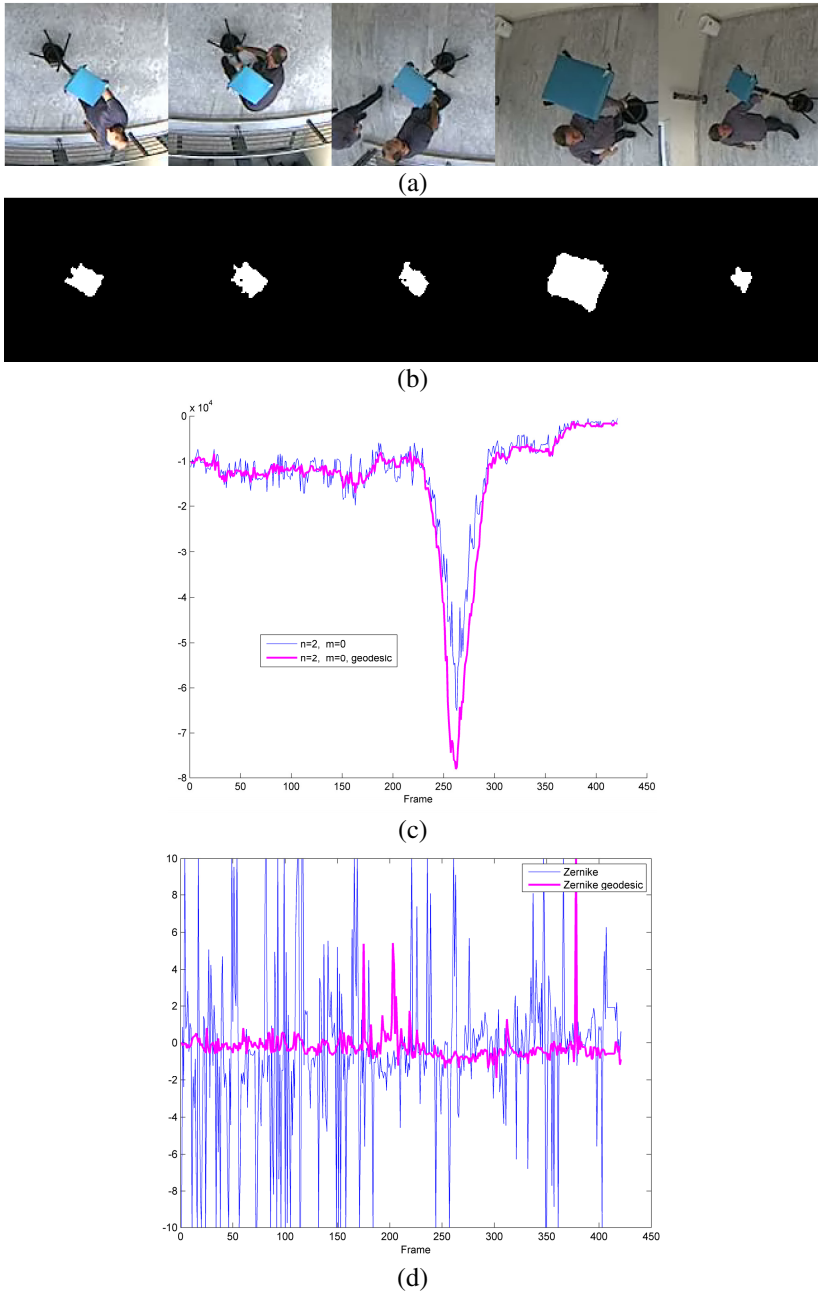 (a)
(b)
x 10^4
0
-1
-2
-3
-4
-5
-6
-7
-8
0 50 100 150 200 250 300 350 400 450
Frame
n=2, m=0
n=2, m=0, geodesic
(c)
10
8
6
4
2
0
-2
-4
-6
-8
-10
0 50 100 150 200 250 300 350 400 450
Frame
Zernike
Zernike geodesic
(d)